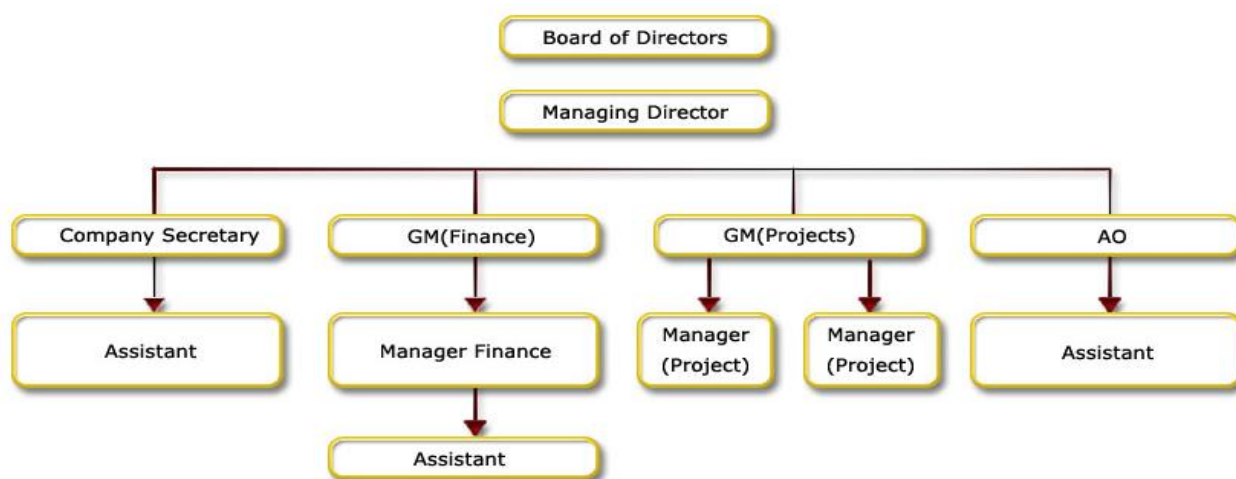 Board of Directors
Managing Director
Company Secretary
GM(Finance)
GM(Projects)
AO
Assistant
Manager Finance
Manager
(Project)
Manager
(Project)
Assistant
Assistant